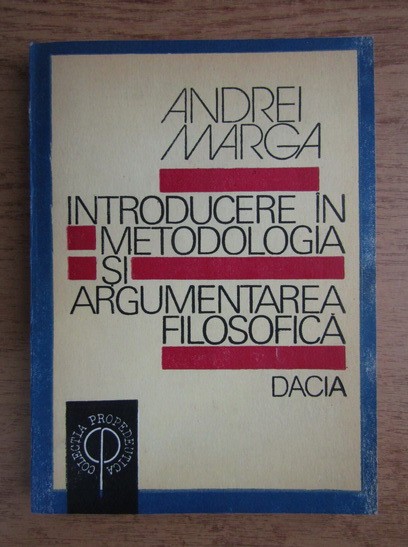 ANDREI
MARGA
INTRODUCERE ÎN
METODOLOGIA
ȘI
ARGUMENTAREA
FILOSOFICĂ
DACIA
COLECȚIA PROPEDEUTICA